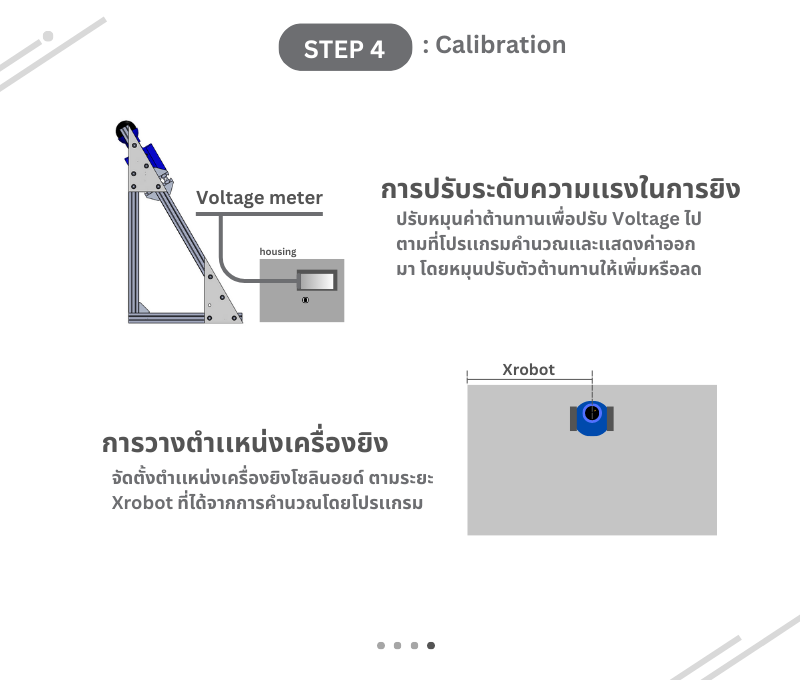 STEP 4 : Calibration
Voltage meter
housing
การปรับระดับความแรงในการยิง
ปรับหมุนค่าต้านทานเพื่อปรับ Voltage ไป
ตามที่โปรแกรมคำนวณและแสดงค่าออก
มา โดยหมุนปรับตัวต้านทานให้เพิ่มหรือลด
Xrobot
การวางตำแหน่งเครื่องยิง
จัดตั้งตำแหน่งเครื่องยิงโซลินอยด์ ตามระยะ
Xrobot ที่ได้จากการคำนวณโดยโปรแกรม